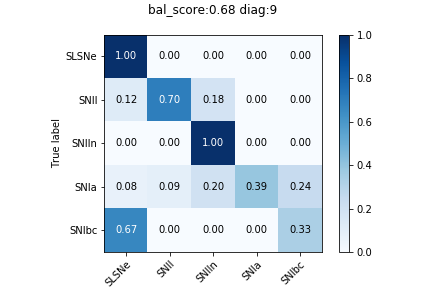 bal_score:0.68 diag:9
SLSNe 1.00 0.00 0.00 0.00 0.00
SNII 0.12 0.70 0.18 0.00 0.00
SNIIn 0.00 0.00 1.00 0.00 0.00
SNIa 0.08 0.09 0.20 0.39 0.24
SNIbc 0.67 0.00 0.00 0.00 0.33
SLSNe SNII SNIIn SNIa SNIbc
True label
1.0
0.8
0.6
0.4
0.2
0.0